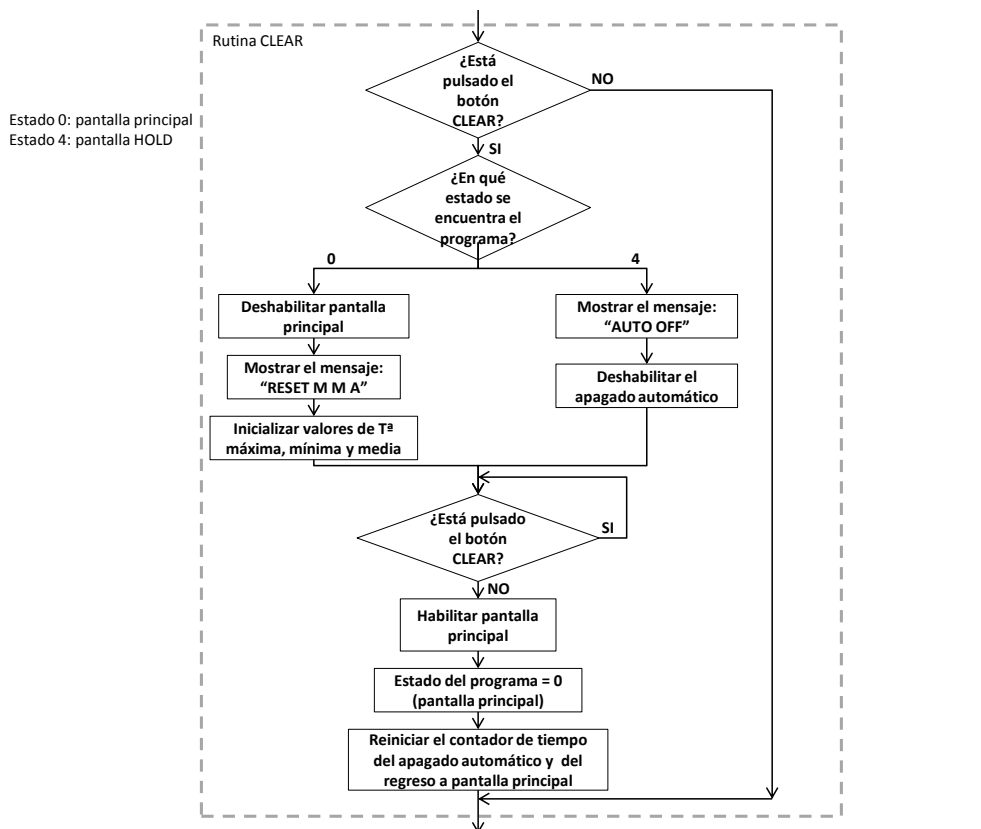 Rutina CLEAR
¿Está
pulsado el
botón
CLEAR?
NO
Estado 0: pantalla principal
Estado 4: pantalla HOLD
SI
¿En qué
estado se
encuentra el
programa?
0
4
Deshabilitar pantalla
principal
Mostrar el mensaje:
“AUTO OFF”
Mostrar el mensaje:
“RESET M M A”
Deshabilitar el
apagado automático
Inicializar valores de Tª
máxima, mínima y media
¿Está pulsado
el botón
CLEAR?
SI
NO
Habilitar pantalla
principal
Estado del programa = 0
(pantalla principal)
Reiniciar el contador de tiempo
del apagado automático y del
regreso a pantalla principal